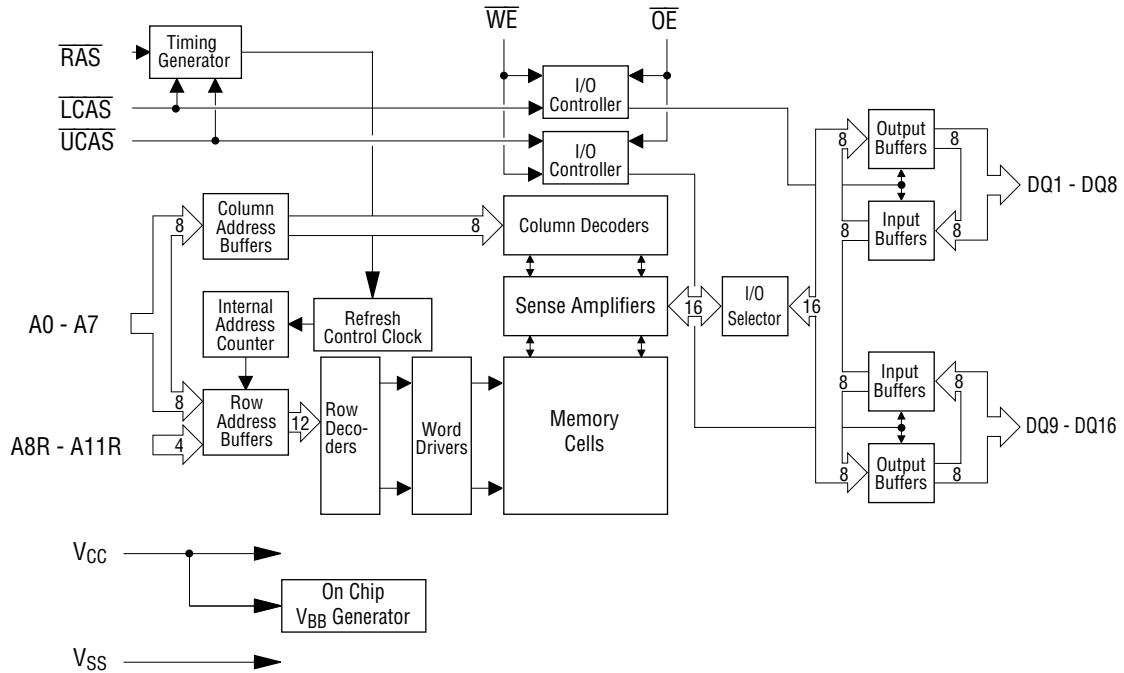 WE
OE
RAS
Timing
Generator
I/O
Controller
LCAS
UCAS
I/O
Controller
8
Output
Buffers
8
8
DQ1 - DQ8
8
Input
Buffers
8
8
Column
Address
Buffers
8
Column Decoders
A0 - A7
Internal
Address
Counter
Refresh
Control Clock
Sense Amplifiers
16
I/O
Selector
16
8
Row
Address
Buffers
12
Row
Deco-
ders
Word
Drivers
Memory
Cells
A8R - A11R
4
8
Input
Buffers
8
DQ9 - DQ16
8
Output
Buffers
8
VCC
On Chip
VBB Generator
VSS